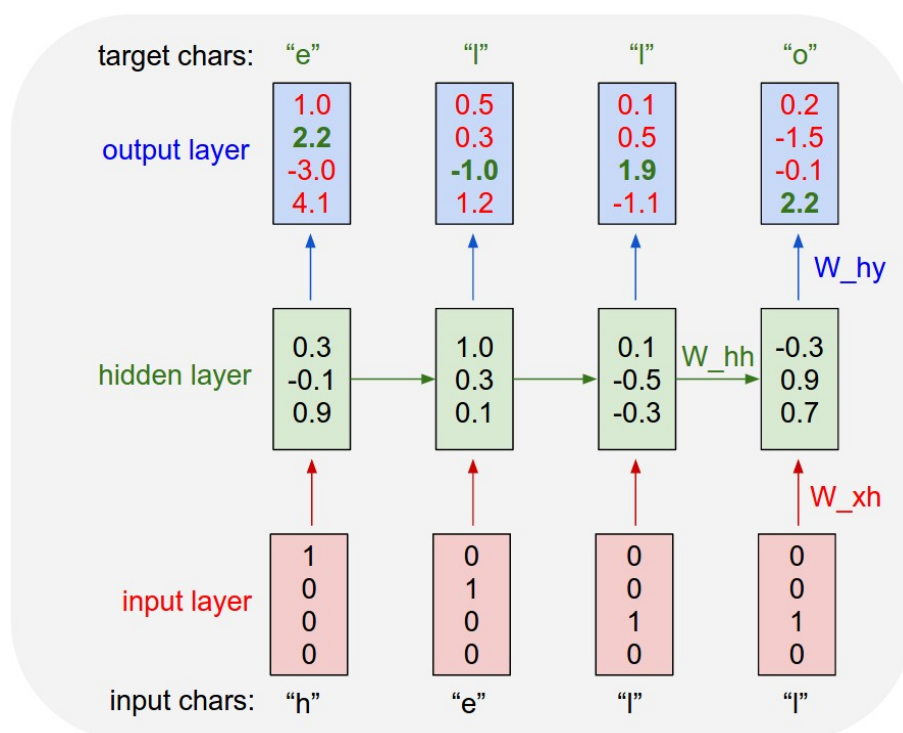 target chars: “e” “l” “l” “o”
output layer
1.0 0.5 0.1 0.2
2.2 0.3 0.5 -1.5
-3.0 -1.0 1.9 -0.1
4.1 1.2 -1.1 2.2
W_hy
hidden layer
0.3 1.0 0.1 -0.3
-0.1 0.3 -0.5 0.9
0.9 0.1 -0.3 0.7
W_hh
W_xh
input layer
1 0 0 0
0 1 0 0
0 0 1 1
0 0 0 0
input chars: “h” “e” “l” “l”